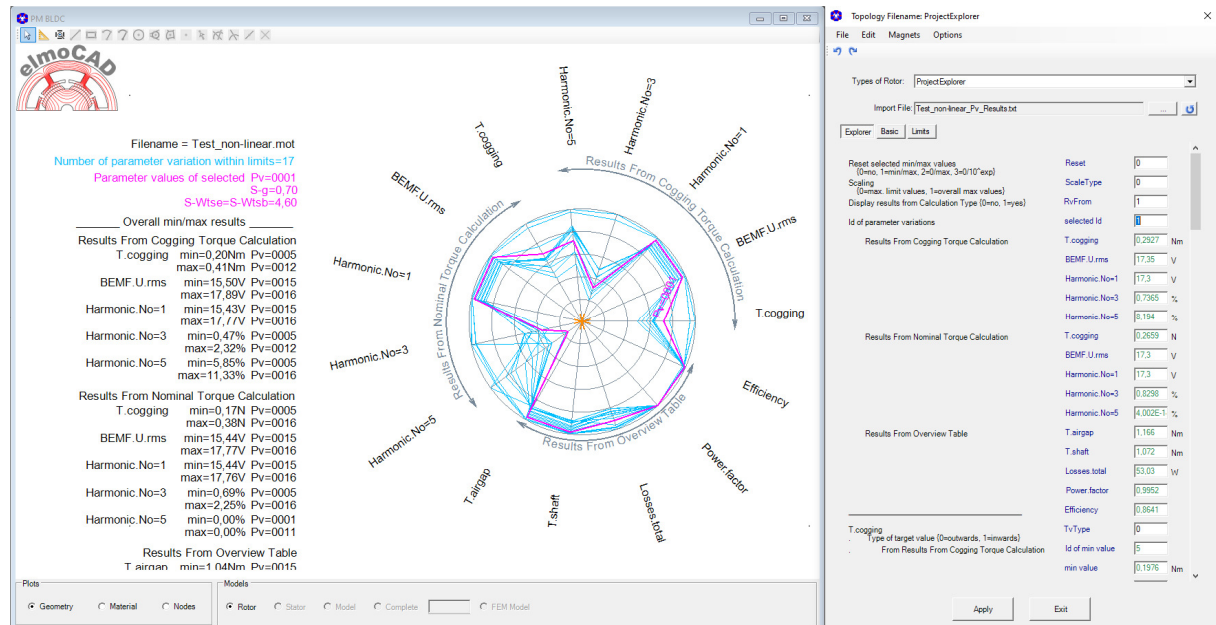 PM BLDC
elmoCAD
Filename = Test_non-linear.mot
Number of parameter variation within limits=17
Parameter values of selected Pv=0001
S-g=0,70
S-Wtse=S-Wtsb=4,60
Overall min/max results
Results From Cogging Torque Calculation
T.cogging min=0,20Nm Pv=0005
max=0,41Nm Pv=0012
BEMF.U.rms min=15,50V Pv=0015
max=17,89V Pv=0016
Harmonic.No=1 min=15,43V Pv=0015
max=17,77V Pv=0016
Harmonic.No=3 min=0,47% Pv=0005
max=2,32% Pv=0012
Harmonic.No=5 min=5,85% Pv=0005
max=11,33% Pv=0016
Results From Nominal Torque Calculation
T.cogging min=0,17N Pv=0005
max=0,38N Pv=0016
BEMF.U.rms min=15,44V Pv=0015
max=17,77V Pv=0016
Harmonic.No=1 min=15,44V Pv=0015
max=17,76V Pv=0016
Harmonic.No=3 min=0,69% Pv=0005
max=2,25% Pv=0016
Harmonic.No=5 min=0,00% Pv=0001
max=0,00% Pv=0011
Results From Overview Table
T.airgap min=1,04Nm Pv=0015
Harmonic.No=5
Harmonic.No=3
Harmonic.No=1
BEMF.U.rms
T.cogging
Efficiency
Power.factor
Losses.total
T.shaft
T.airgap
Harmonic.No=5
Harmonic.No=3
Harmonic.No=1
BEMF.U.rms
T.cogging
Results From Cogging Torque Calculation
Results From Nominal Torque Calculation
Results From Overview Table
Pv=0001
Plots
Geometry Material Nodes
Models
Rotor Stator Model Complete FEM Model
Topology Filename: ProjectExplorer
File Edit Magnets Options
Types of Rotor: ProjectExplorer
Import File: Test_non-linear_Pv_Results.txt ...
Explorer Basic Limits
Reset selected min/max values Reset 0
{0=no, 1=min/max, 2=0/max, 3=0/10^exp}
Scaling ScaleType 0
{0=max. limit values, 1=overall max values}
Display results from Calculation Type {0=no, 1=yes} RvFrom 1
Id of parameter variations selected Id 1
Results From Cogging Torque Calculation T.cogging 0,2927 Nm
BEMF.U.rms 17,35 V
Harmonic.No=1 17,3 V
Harmonic.No=3 0,7365 %
Harmonic.No=5 8,194 %
Results From Nominal Torque Calculation T.cogging 0,2659 N
BEMF.U.rms 17,3 V
Harmonic.No=1 17,3 V
Harmonic.No=3 0,8298 %
Harmonic.No=5 4,002E-1 %
Results From Overview Table T.airgap 1,166 Nm
T.shaft 1,072 Nm
Losses.total 53,03 W
Power.factor 0,9952
Efficiency 0,8641
T.cogging TvType 0
. Type of target value {0=outwards, 1=inwards}
. From Results From Cogging Torque Calculation Id of min value 5
min value 0,1976 Nm
Apply Exit